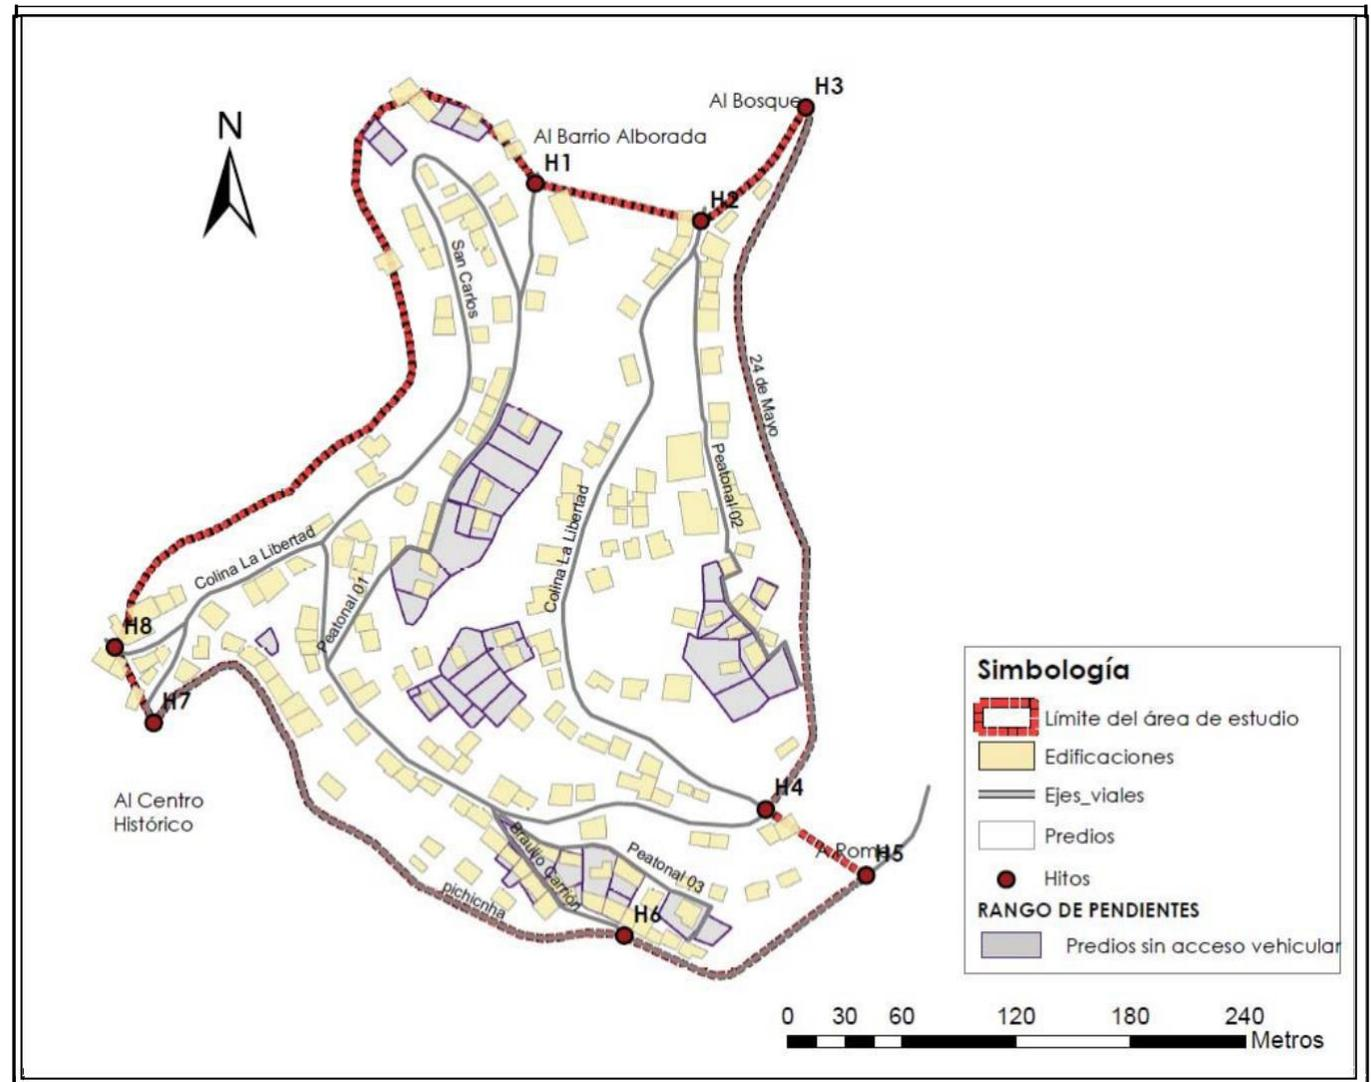 H3
Al Bosque
N
Al Barrio Alborada
H1
H2
San Carlos
24 de Mayo
Peatonal 02
Colina La Libertad
Colina La Libertad
Peatonal 01
H8
H7
Simbología
Límite del área de estudio
Edificaciones
Ejes_viales
Predios
Hitos
RANGO DE PENDIENTES
Predios sin acceso vehicular
Al Centro
Histórico
H4
H5
Braulio Carrión
Peatonal 03
pichicnha
H6
0 30 60 120 180 240
Metros